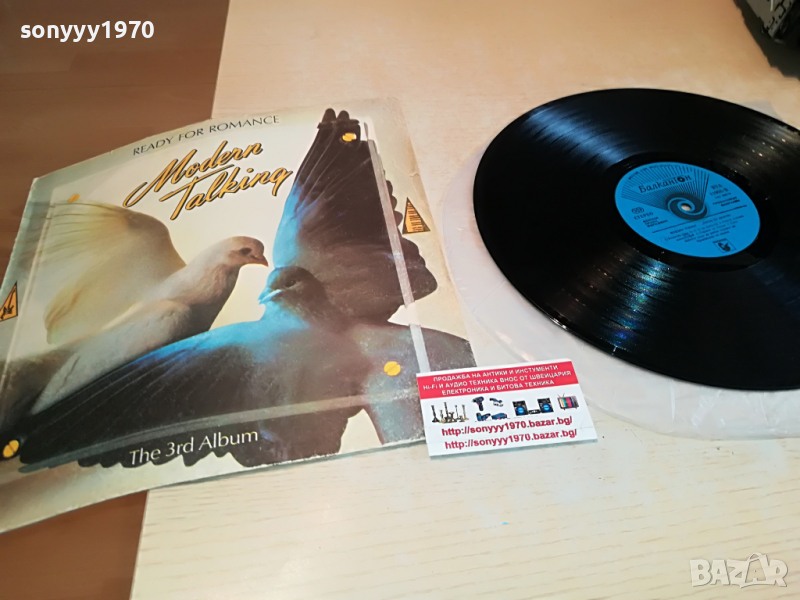 sonyyy1970
READY FOR ROMANCE
Modern
Talking
The 3rd Album
Балкантон
ПРОДАЖБА НА АНТИКИ И ИНСТУМЕНТИ
Hi-Fi И АУДИО ТЕХНИКА ВНОС ОТ ШВЕЙЦАРИЯ
ЕЛЕКТРОНИКА И БИТОВА ТЕХНИКА
http://sonyyy1970.bazar.bg/
http://sonyyy1970.bazar.bg/
BAZAR